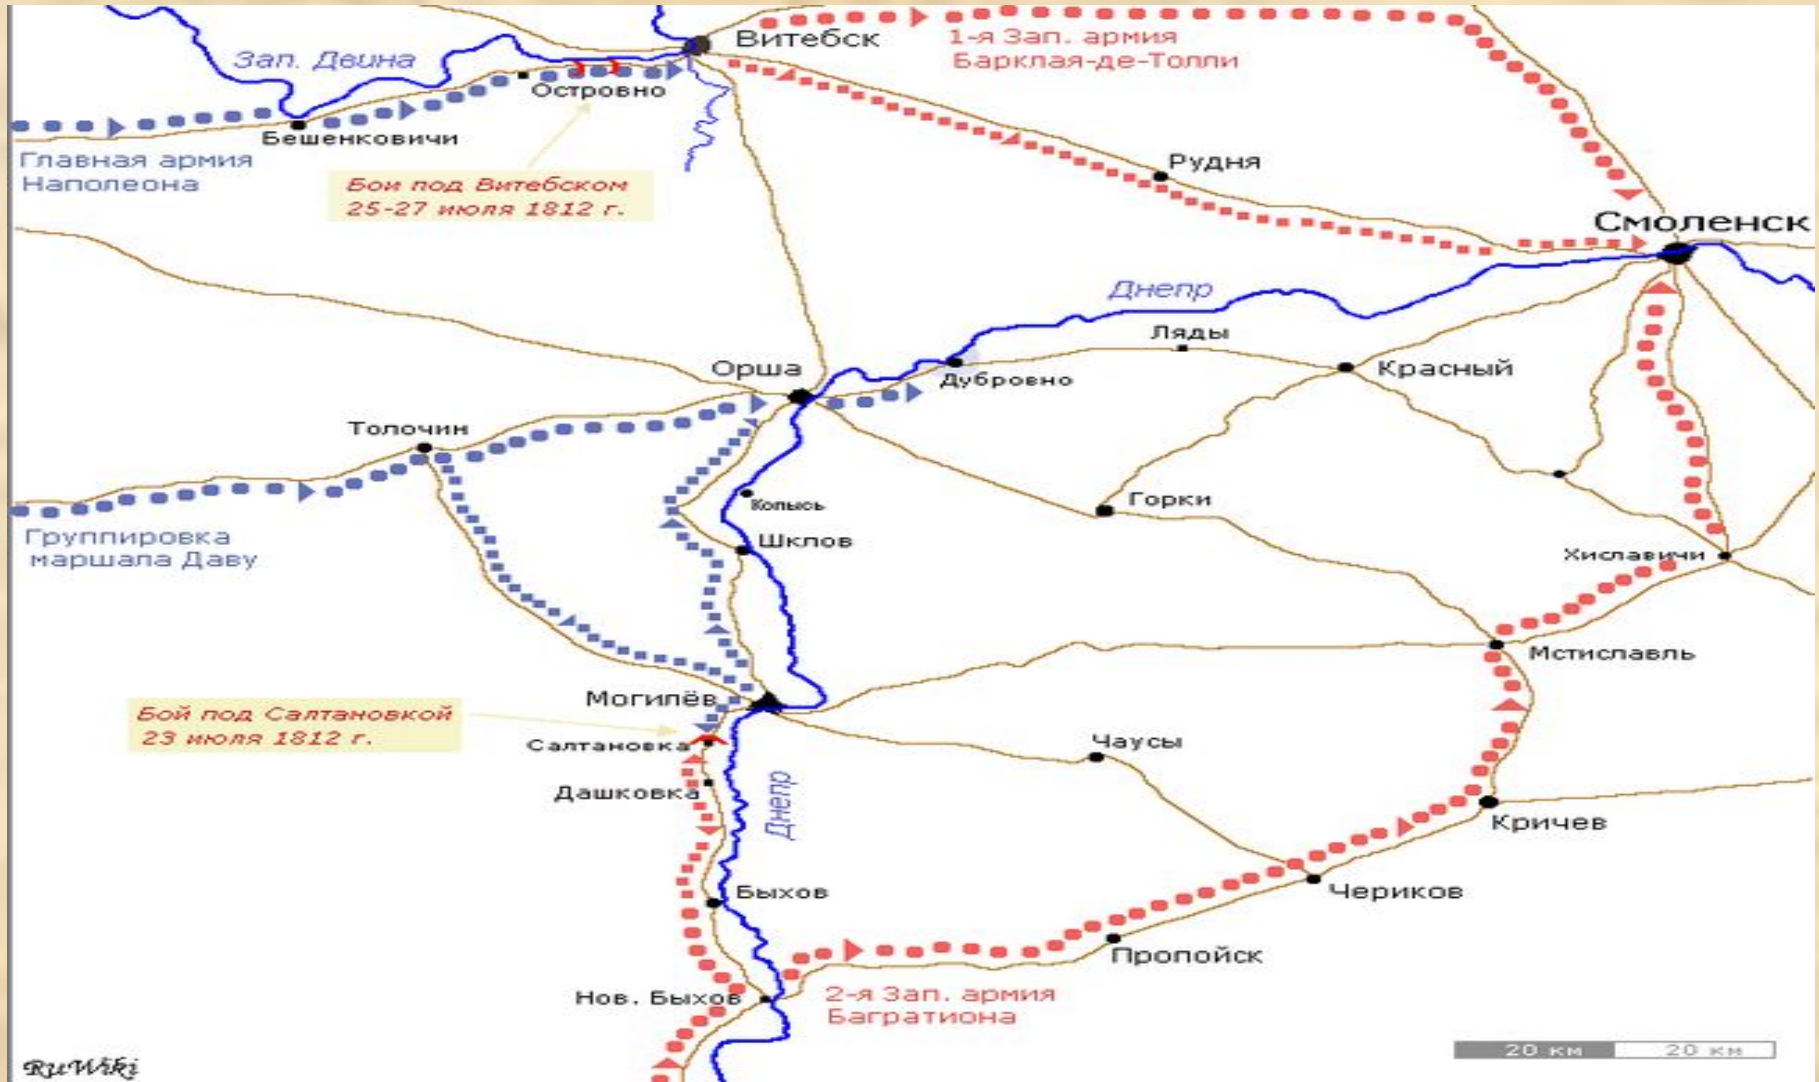 Зап. Двина
Витебск
1-я Зап. армия
Барклая-де-Толли
Островно
Бешенковичи
Главная армия
Наполеона
Бои под Витебском
25-27 июля 1812 г.
Рудня
Смоленск
Днепр
Ляды
Орша
Дубровно
Красный
Толочин
Копысь
Горки
Шклов
Группировка
маршала Даву
Хиславичи
Мстиславль
Могилёв
Бой под Салтановкой
23 июля 1812 г.
Салтановка
Чаусы
Дашковка
Днепр
Кричев
Быхов
Чериков
Пропойск
Нов. Быхов
2-я Зап. армия
Багратиона
20 км 20 км
RuWiki